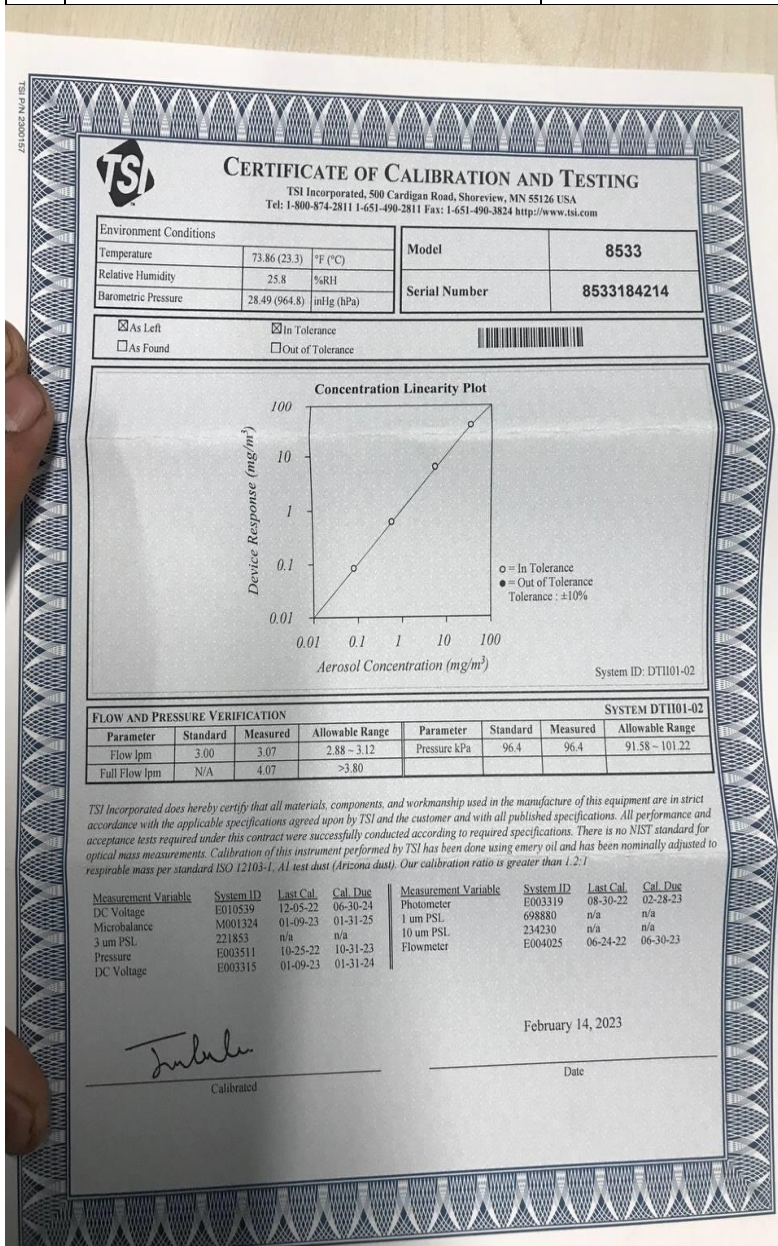 TSI P/N 2300157
TSI
CERTIFICATE OF CALIBRATION AND TESTING
TSI Incorporated, 500 Cardigan Road, Shoreview, MN 55126 USA
Tel: 1-800-874-2811 1-651-490-2811 Fax: 1-651-490-3824 http://www.tsi.com
Environment Conditions
Temperature 73.86 (23.3) °F (°C)
Relative Humidity 25.8 %RH
Barometric Pressure 28.49 (964.8) inHg (hPa)
Model 8533
Serial Number 8533184214
☒As Left ☒In Tolerance
☐As Found ☐Out of Tolerance
Concentration Linearity Plot
Device Response (mg/m³)
100
10
1
0.1
0.01
0.01 0.1 1 10 100
Aerosol Concentration (mg/m³)
○ = In Tolerance
● = Out of Tolerance
Tolerance : ±10%
System ID: DTII01-02
FLOW AND PRESSURE VERIFICATION SYSTEM DTII01-02
Parameter Standard Measured Allowable Range Parameter Standard Measured Allowable Range
Flow lpm 3.00 3.07 2.88 ~ 3.12 Pressure kPa 96.4 96.4 91.58 ~ 101.22
Full Flow lpm N/A 4.07 >3.80
TSI Incorporated does hereby certify that all materials, components, and workmanship used in the manufacture of this equipment are in strict
accordance with the applicable specifications agreed upon by TSI and the customer and with all published specifications. All performance and
acceptance tests required under this contract were successfully conducted according to required specifications. There is no NIST standard for
optical mass measurements. Calibration of this instrument performed by TSI has been done using emery oil and has been nominally adjusted to
respirable mass per standard ISO 12103-1, A1 test dust (Arizona dust). Our calibration ratio is greater than 1.2:1
Measurement Variable System ID Last Cal. Cal. Due
DC Voltage E010539 12-05-22 06-30-24
Microbalance M001324 01-09-23 01-31-25
3 um PSL 221853 n/a n/a
Pressure E003511 10-25-22 10-31-23
DC Voltage E003315 01-09-23 01-31-24
Measurement Variable System ID Last Cal. Cal. Due
Photometer E003319 08-30-22 02-28-23
1 um PSL 698880 n/a n/a
10 um PSL 234230 n/a n/a
Flowmeter E004025 06-24-22 06-30-23
February 14, 2023
Calibrated
Date